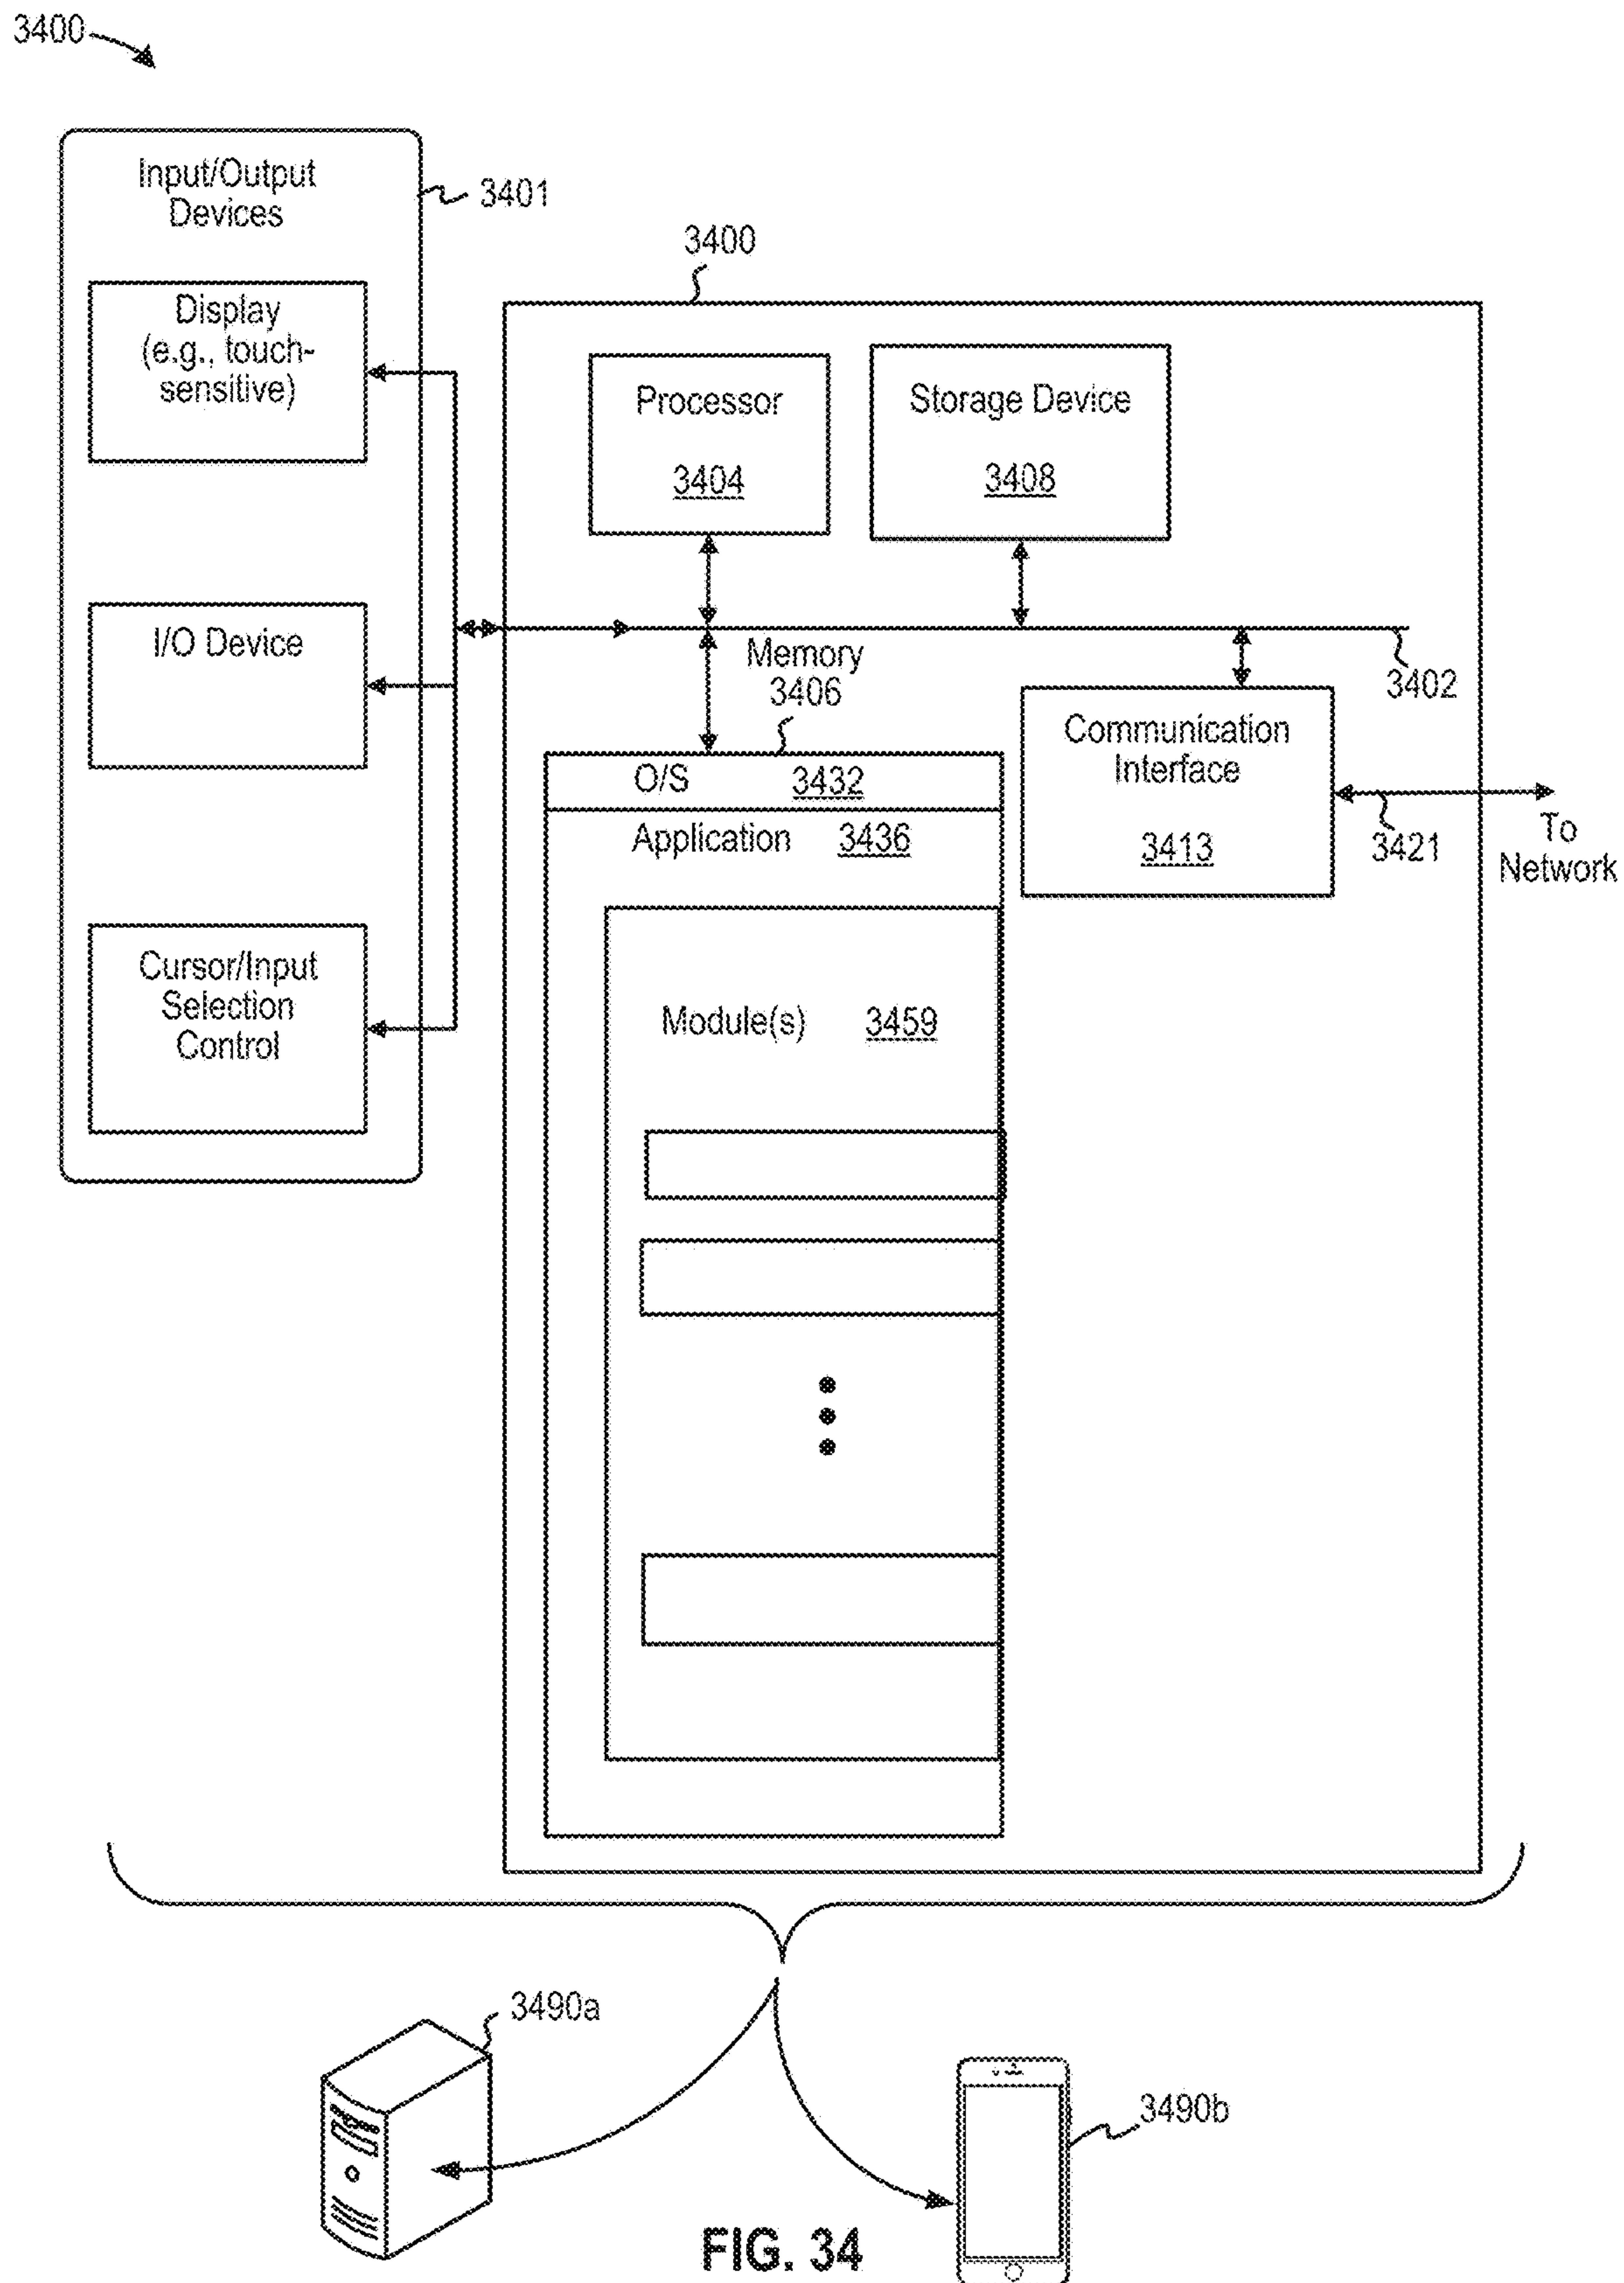 3400
Input/Output
Devices
3401
Display
(e.g., touch-
sensitive)
I/O Device
Cursor/Input
Selection
Control
3400
Processor
3404
Storage Device
3408
Memory
3406
3402
O/S 3432
Application 3436
Communication
Interface
3413
3421
To
Network
Module(s) 3459
3490a
3490b
FIG. 34